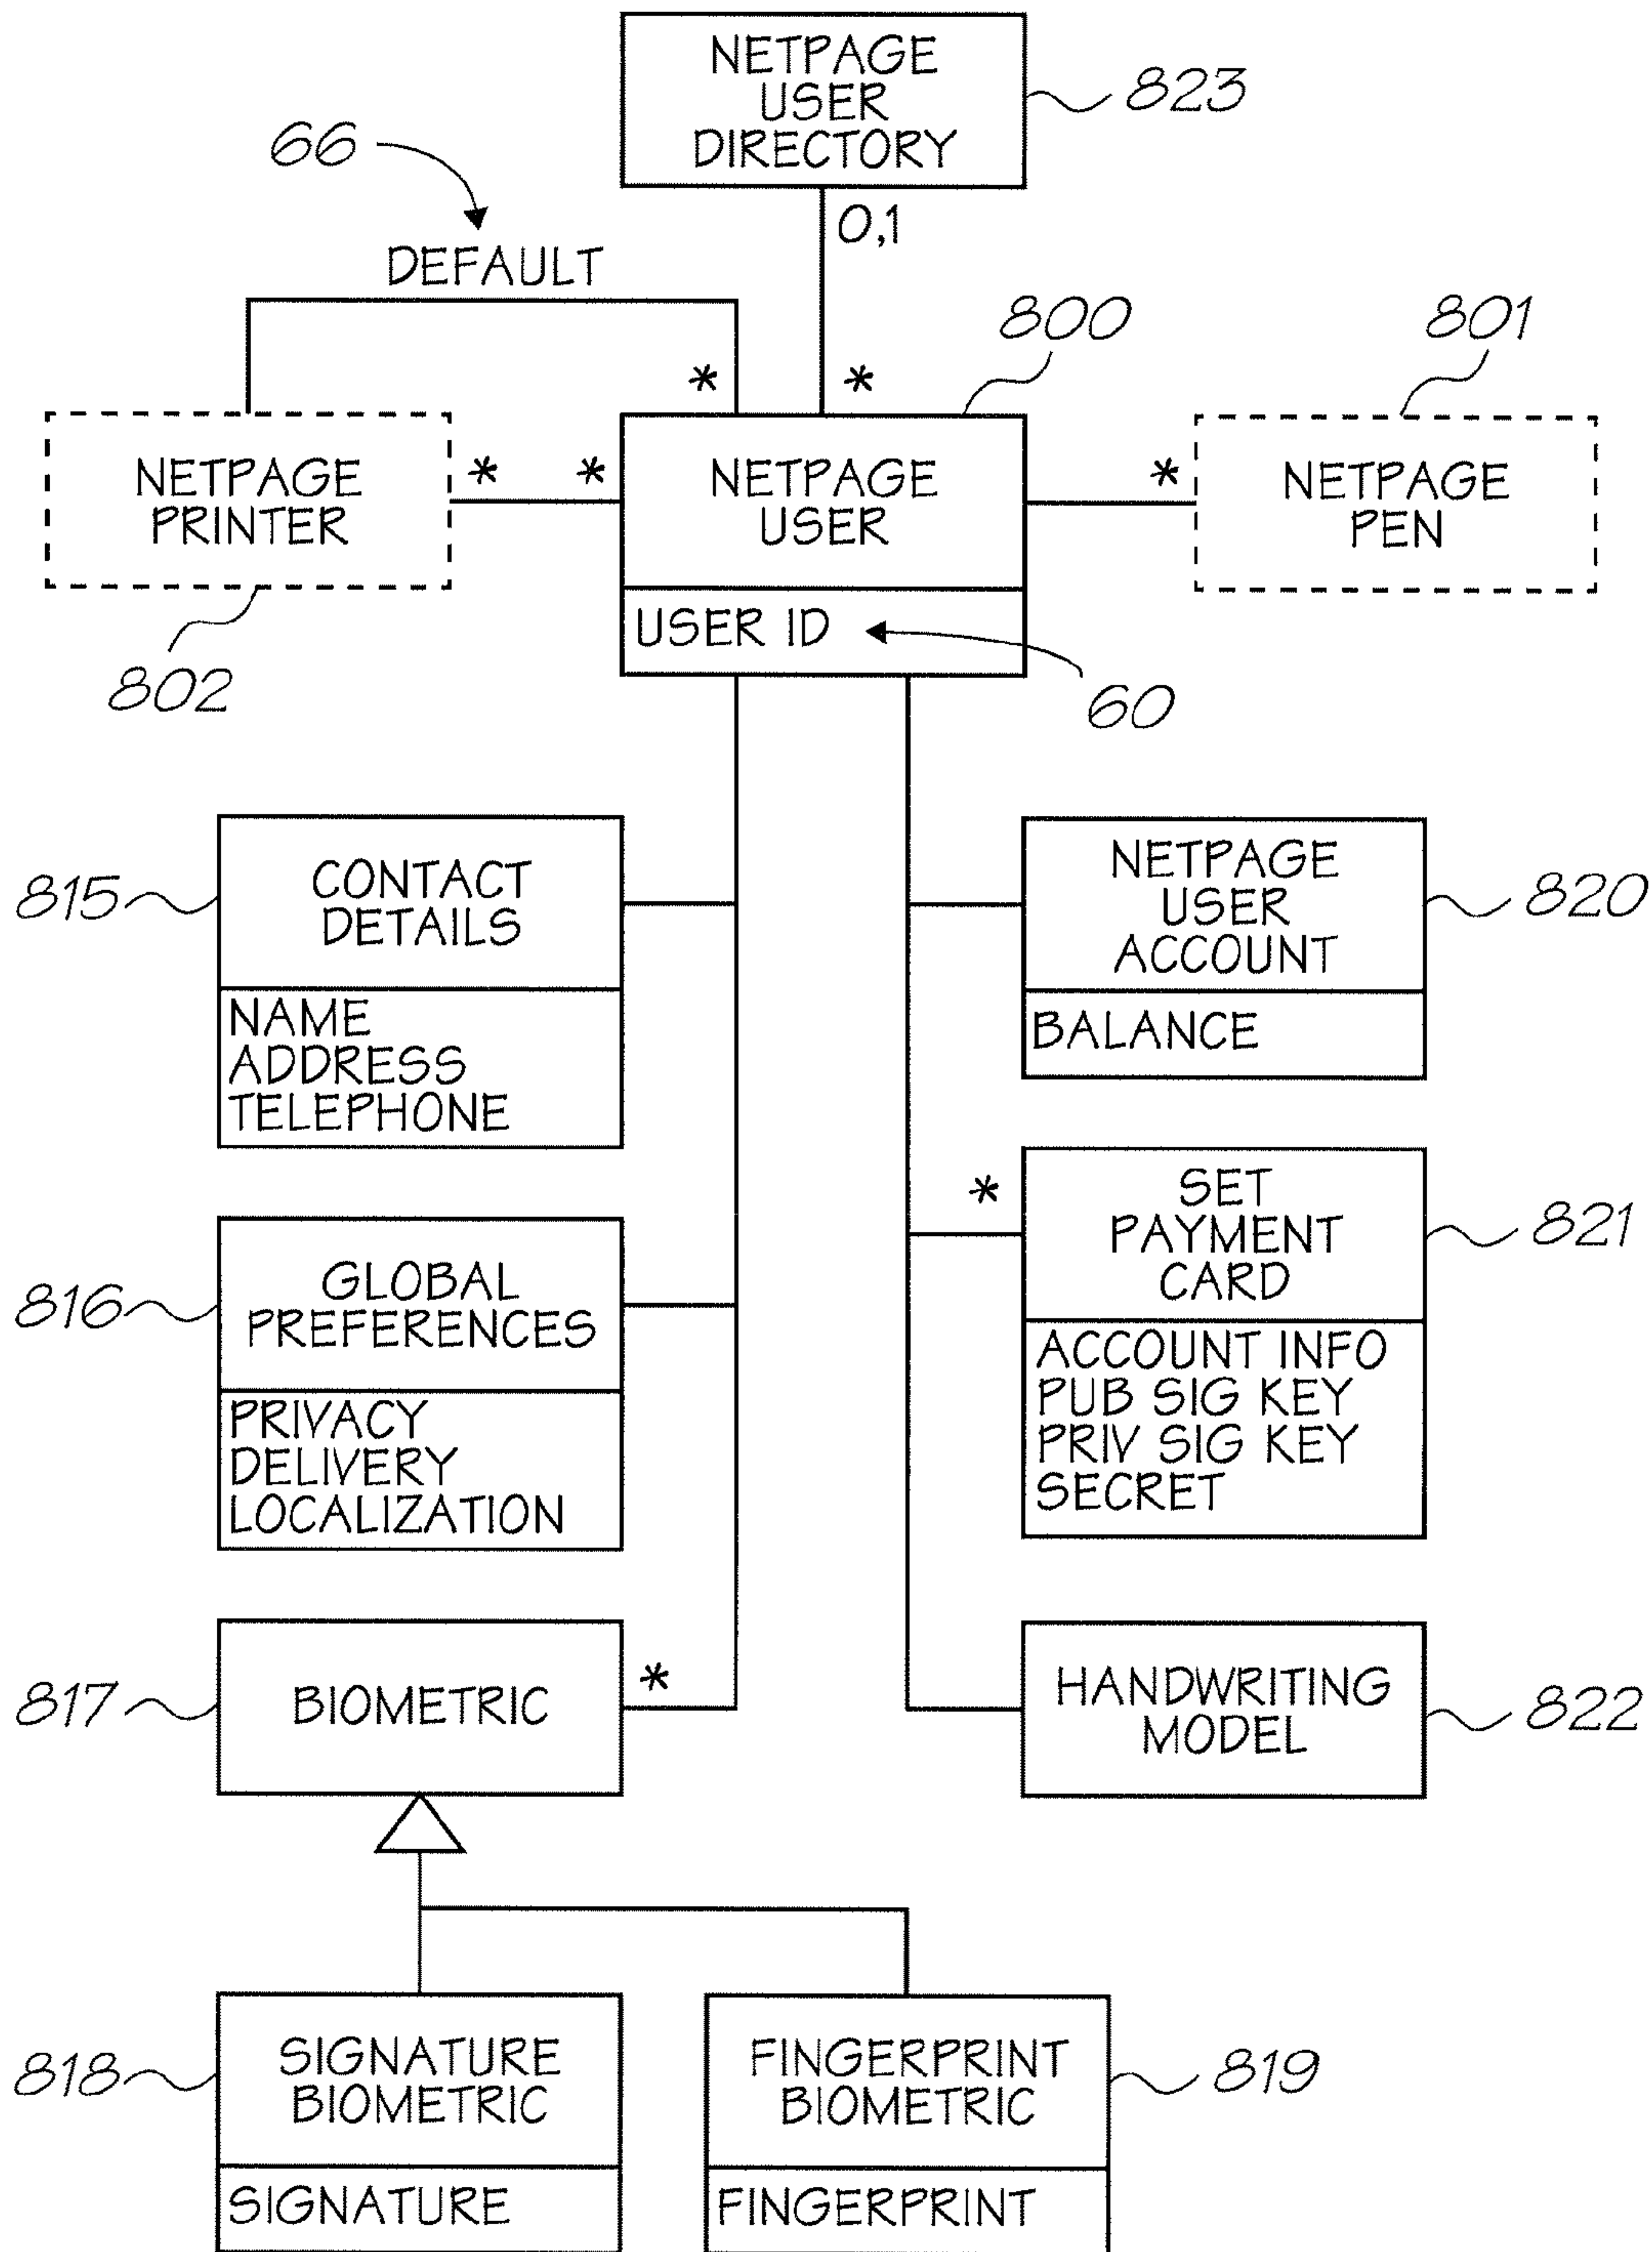 NETPAGE
USER
DIRECTORY
823
66
0,1
DEFAULT
800
801
*
*
NETPAGE
PRINTER
*
*
NETPAGE
USER
*
NETPAGE
PEN
USER ID
802
60
815
CONTACT
DETAILS
NAME
ADDRESS
TELEPHONE
NETPAGE
USER
ACCOUNT
820
BALANCE
816
GLOBAL
PREFERENCES
PRIVACY
DELIVERY
LOCALIZATION
*
SET
PAYMENT
CARD
821
ACCOUNT INFO
PUB SIG KEY
PRIV SIG KEY
SECRET
817
BIOMETRIC
*
HANDWRITING
MODEL
822
818
SIGNATURE
BIOMETRIC
SIGNATURE
FINGERPRINT
BIOMETRIC
819
FINGERPRINT